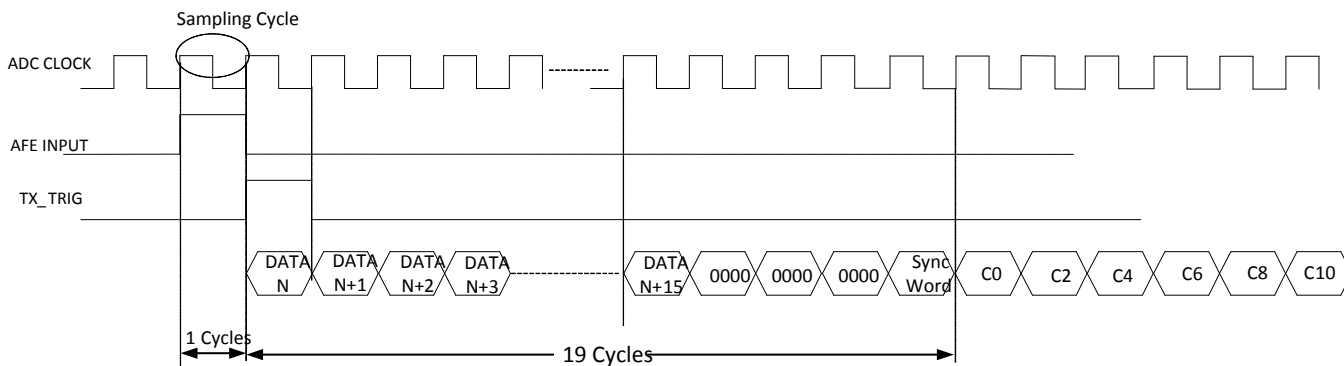 Sampling Cycle
ADC CLOCK
AFE INPUT
TX_TRIG
DATA N
DATA N+1
DATA N+2
DATA N+3
DATA N+15
0000
0000
0000
Sync Word
C0
C2
C4
C6
C8
C10
1 Cycles
19 Cycles